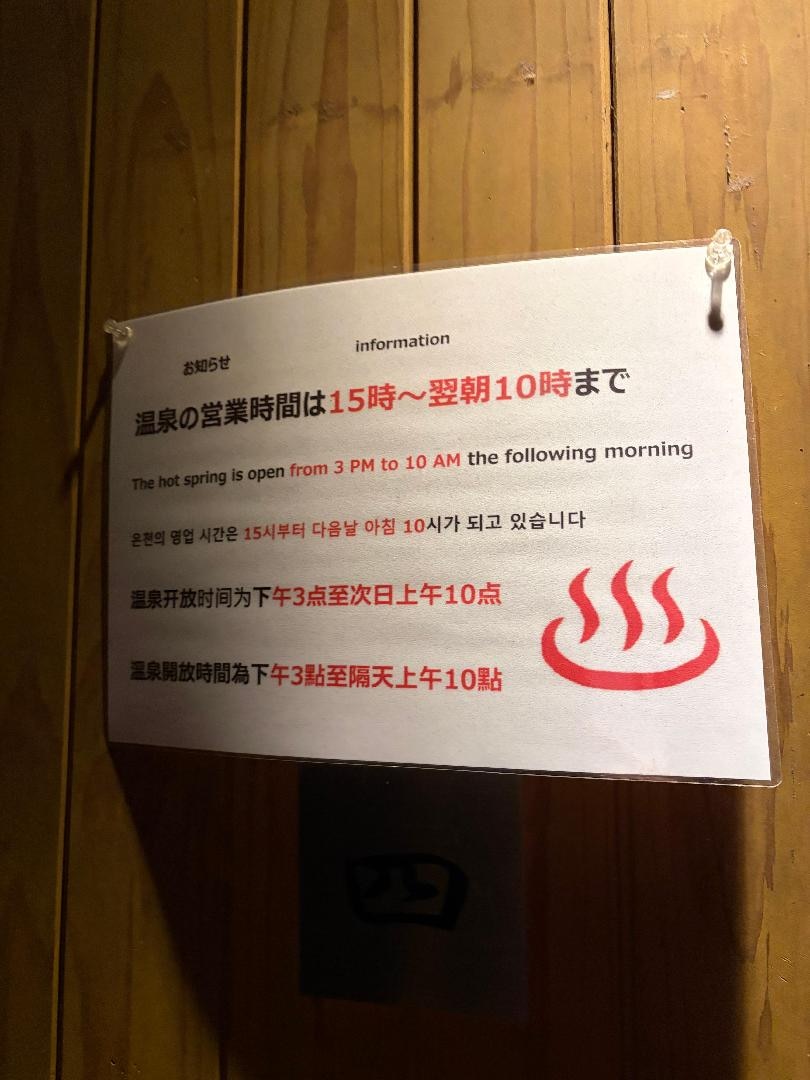 お知らせ
information
温泉の営業時間は15時～翌朝10時まで
The hot spring is open from 3 PM to 10 AM the following morning
온천의 영업 시간은 15시부터 다음날 아침 10시가 되고 있습니다
温泉开放时间为下午3点至次日上午10点
温泉開放時間為下午3點至隔天上午10點
四